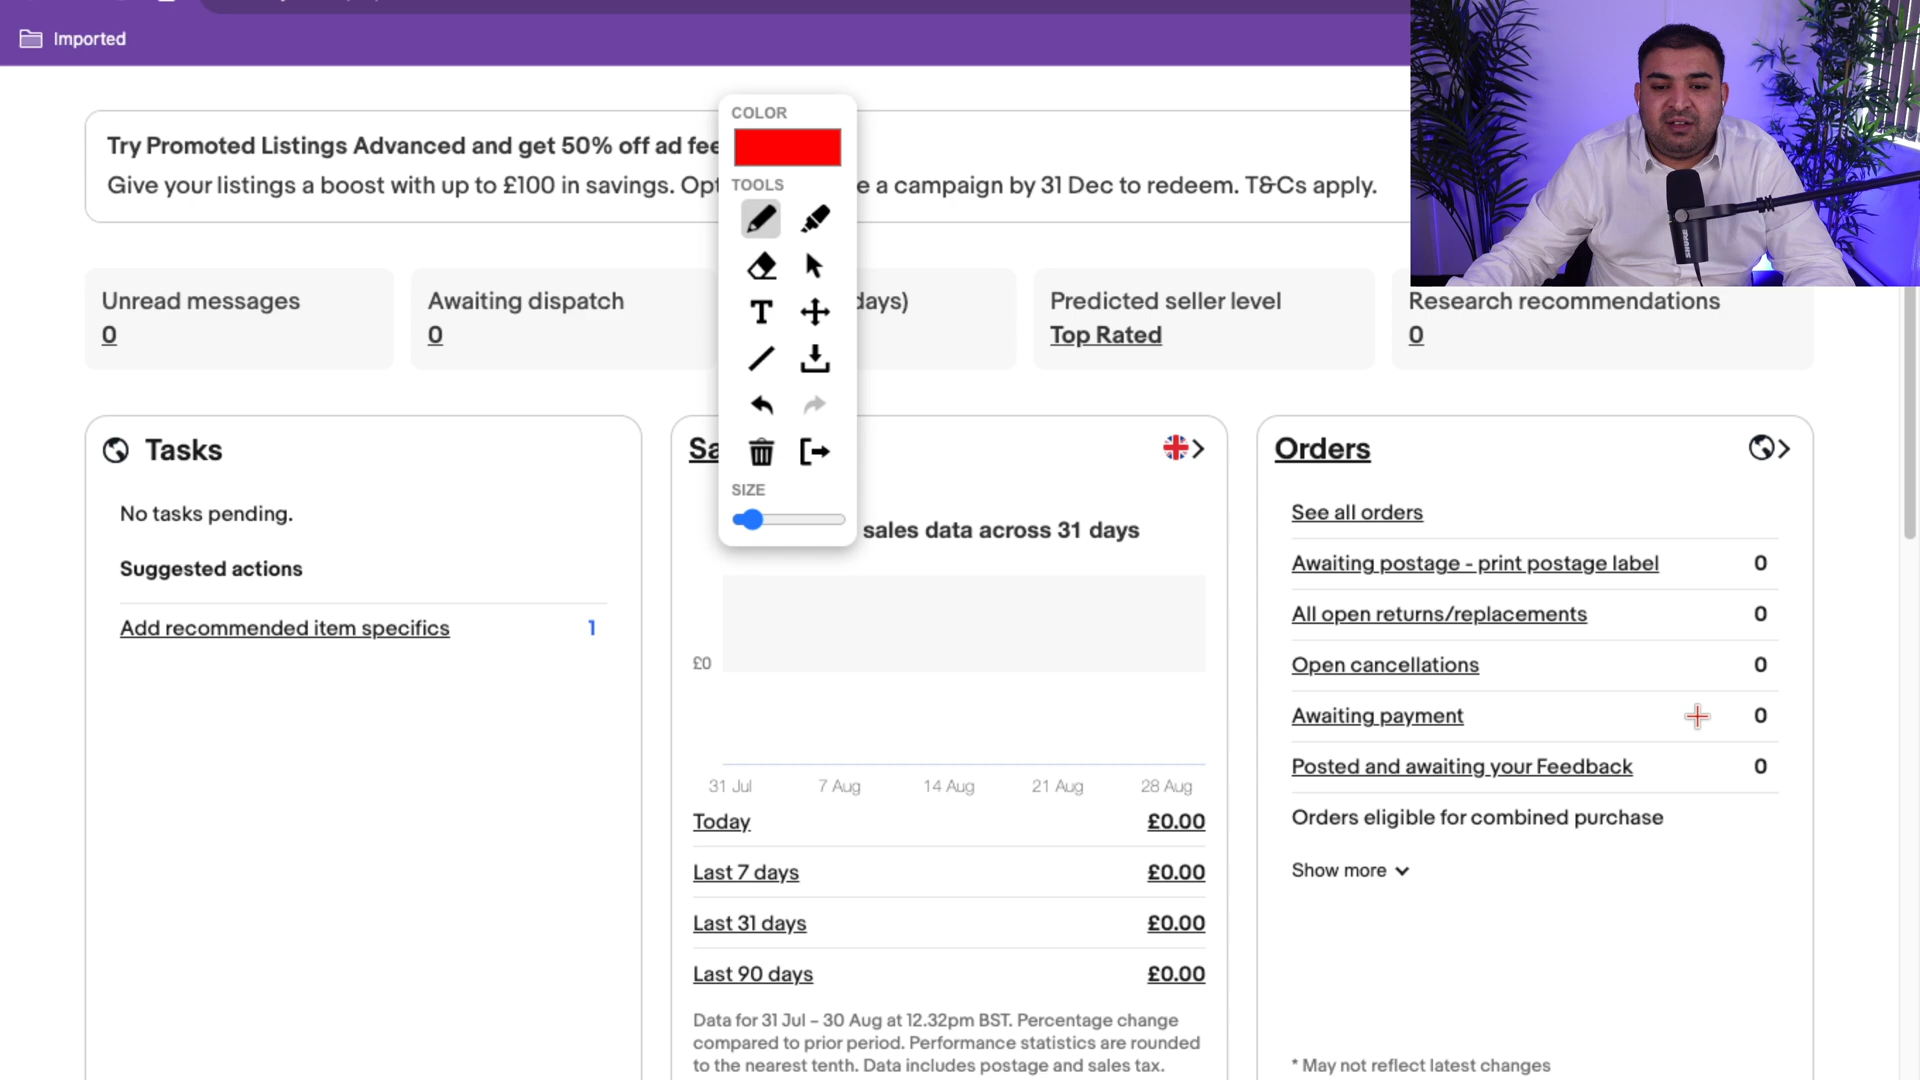 Imported
Try Promoted Listings Advanced and get 50% off ad fee
Give your listings a boost with up to £100 in savings. Opt e a campaign by 31 Dec to redeem. T&Cs apply.
COLOR
TOOLS
T
SIZE
Unread messages
0
Awaiting dispatch
0
days)
Predicted seller level
Top Rated
Research recommendations
0
Tasks
No tasks pending.
Suggested actions
Add recommended item specifics 1
Sa
sales data across 31 days
£0
31 Jul 7 Aug 14 Aug 21 Aug 28 Aug
Today £0.00
Last 7 days £0.00
Last 31 days £0.00
Last 90 days £0.00
Data for 31 Jul – 30 Aug at 12.32pm BST. Percentage change
compared to prior period. Performance statistics are rounded
to the nearest tenth. Data includes postage and sales tax.
Orders
See all orders
Awaiting postage - print postage label 0
All open returns/replacements 0
Open cancellations 0
Awaiting payment 0
Posted and awaiting your Feedback 0
Orders eligible for combined purchase
Show more
* May not reflect latest changes
SHURE